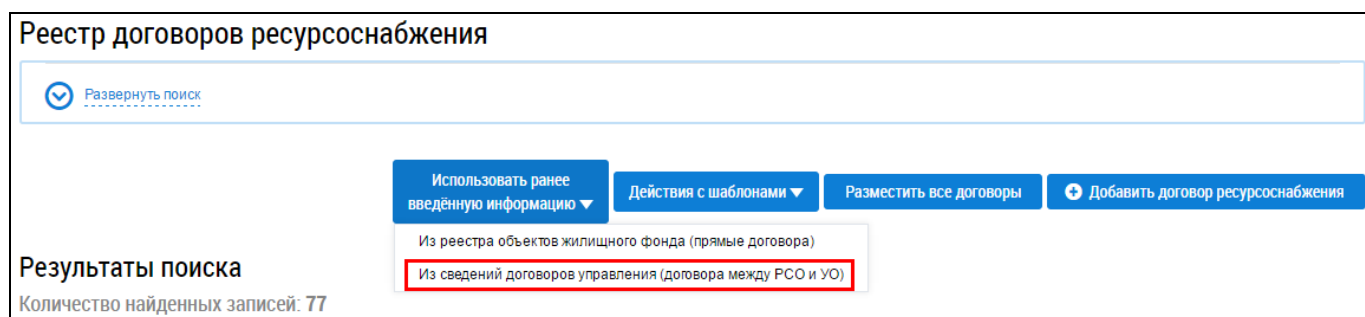 Реестр договоров ресурсоснабжения
Развернуть поиск
Использовать ранее
введённую информацию
Действия с шаблонами
Разместить все договоры
Добавить договор ресурсоснабжения
Из реестра объектов жилищного фонда (прямые договора)
Из сведений договоров управления (договора между РСО и УО)
Результаты поиска
Количество найденных записей: 77